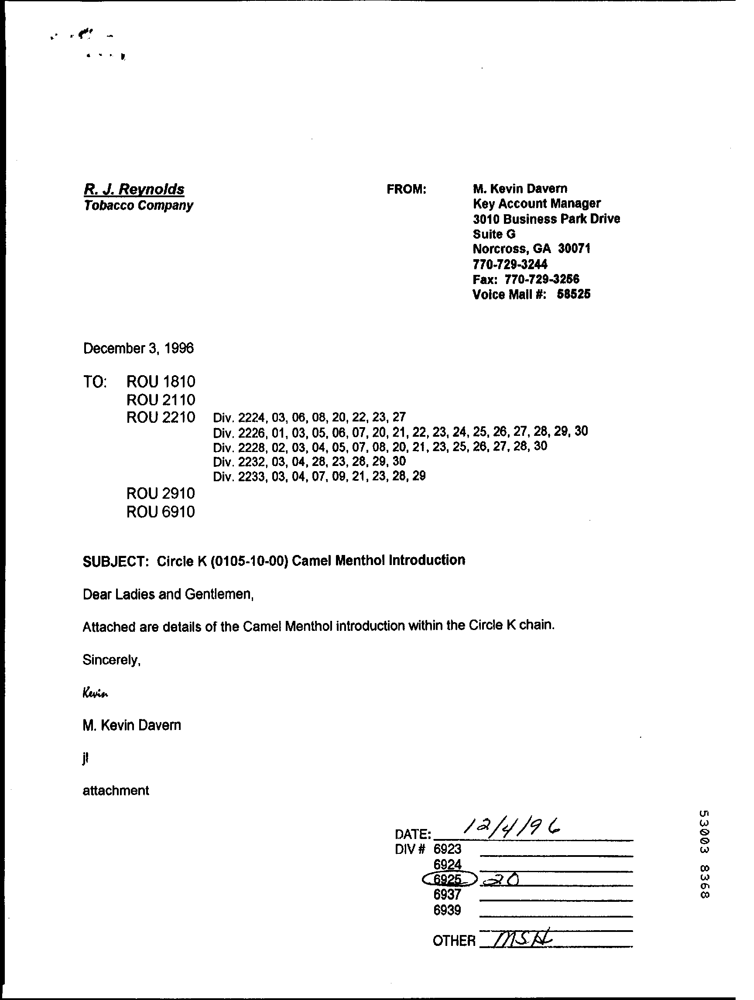 R. J. Reynolds
Tobacco Company
FROM: M. Kevin Davern
Key Account Manager
3010 Business Park Drive
Suite G
Norcross, GA 30071
770-729-3244
Fax: 770-729-3256
Voice Mail #: 58525
December 3, 1996
TO: ROU 1810
ROU 2110
ROU 2210 Div. 2224, 03, 06, 08, 20, 22, 23, 27
Div. 2226, 01, 03, 05, 06, 07, 20, 21, 22, 23, 24, 25, 26, 27, 28, 29, 30
Div. 2228, 02, 03, 04, 05, 07, 08, 20, 21, 23, 25, 26, 27, 28, 30
Div. 2232, 03, 04, 28, 23, 28, 29, 30
Div. 2233, 03, 04, 07, 09, 21, 23, 28, 29
ROU 2910
ROU 6910
SUBJECT: Circle K (0105-10-00) Camel Menthol Introduction
Dear Ladies and Gentlemen,
Attached are details of the Camel Menthol introduction within the Circle K chain.
Sincerely,
Kevin
M. Kevin Davern
jl
attachment
DATE: 12/4/96
DIV # 6923
6924
6925 20
6937
6939
OTHER MSN
53003 8368